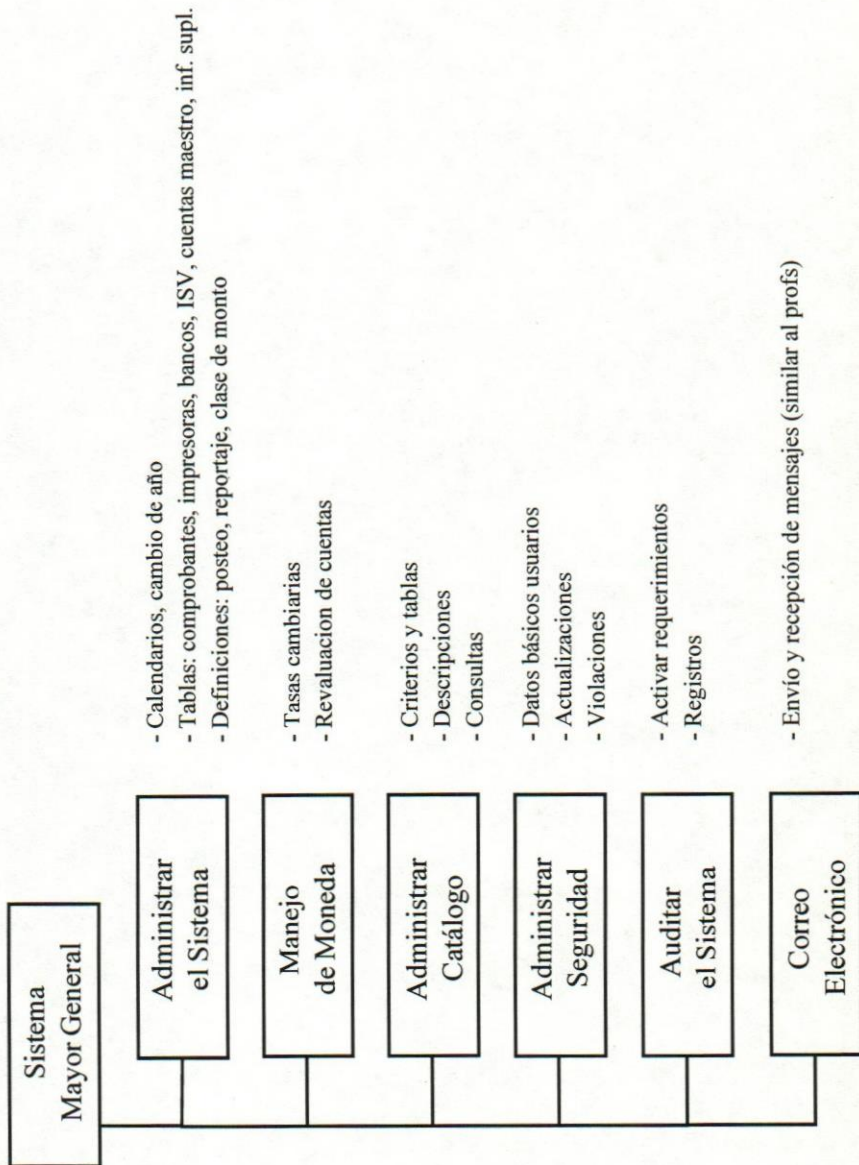 Sistema
Mayor General
Administrar
el Sistema
- Calendarios, cambio de año
- Tablas: comprobantes, impresoras, bancos, ISV, cuentas maestro, inf. supl.
- Definiciones: posteo, reportaje, clase de monto
Manejo
de Moneda
- Tasas cambiarias
- Revaluacion de cuentas
Administrar
Catálogo
- Criterios y tablas
- Descripciones
- Consultas
Administrar
Seguridad
- Datos básicos usuarios
- Actualizaciones
- Violaciones
Auditar
el Sistema
- Activar requerimientos
- Registros
Correo
Electrónico
- Envío y recepción de mensajes (similar al profs)